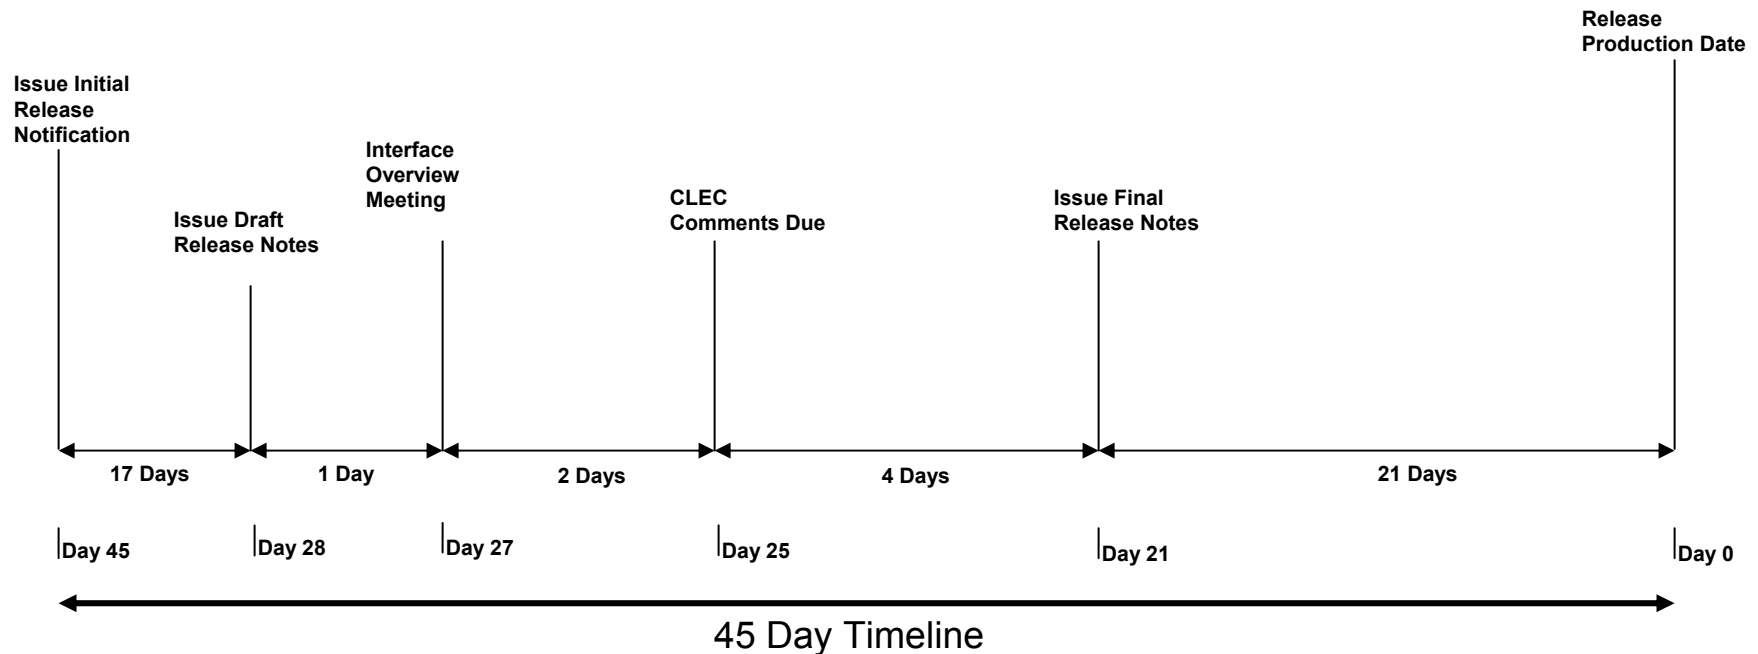 Release
Production Date
Issue Initial
Release
Notification
Interface
Overview
Meeting
Issue Draft
Release Notes
CLEC
Comments Due
Issue Final
Release Notes
17 Days
1 Day
2 Days
4 Days
21 Days
Day 45
Day 28
Day 27
Day 25
Day 21
Day 0
45 Day Timeline